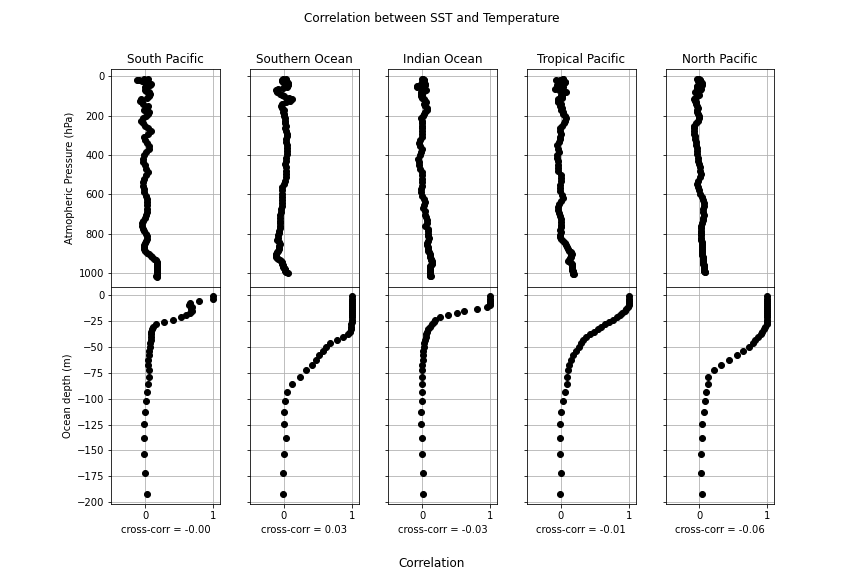 Correlation between SST and Temperature
South Pacific
Southern Ocean
Indian Ocean
Tropical Pacific
North Pacific
Atmopheric Pressure (hPa)
0
200
400
600
800
1000
Ocean depth (m)
0
−25
−50
−75
−100
−125
−150
−175
−200
0 1
0 1
0 1
0 1
0 1
cross-corr = -0.00
cross-corr = 0.03
cross-corr = -0.03
cross-corr = -0.01
cross-corr = -0.06
Correlation